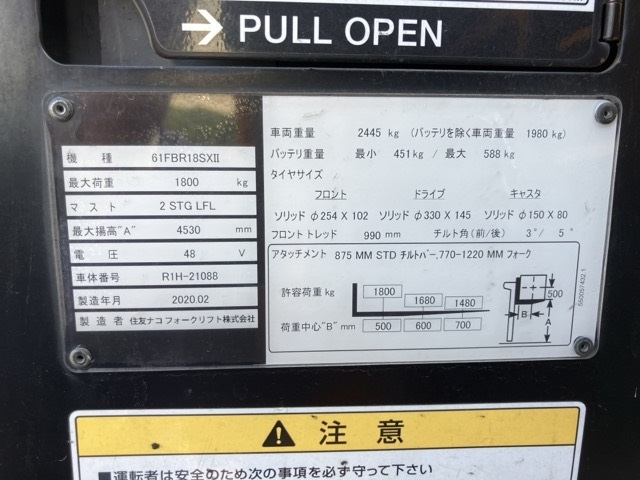 → PULL OPEN
機種 61FBR18SXII
最大荷重 1800 kg
マスト 2 STG LFL
最大揚高"A" 4530 mm
電圧 48 V
車体番号 R1H-21088
製造年月 2020.02
製造者 住友ナコ フォークリフト株式会社
車両重量 2445 kg (バッテリを除く車両重量 1980 kg)
バッテリ重量 最小 451 kg / 最大 588 kg
タイヤサイズ
フロント ドライブ キャスタ
ソリッド φ254 X 102 ソリッド φ330 X 145 ソリッド φ150 X 80
フロントトレッド 990 mm チルト角(前/後) 3°/ 5°
アタッチメント 875 MM STD チルトバー,770-1220 MM フォーク
許容荷重 kg 1800 1680 1480
荷重中心"B" mm 500 600 700
500
B
A
550057432.1
注意
■運転者は安全のため次の事項を必ず守って下さい